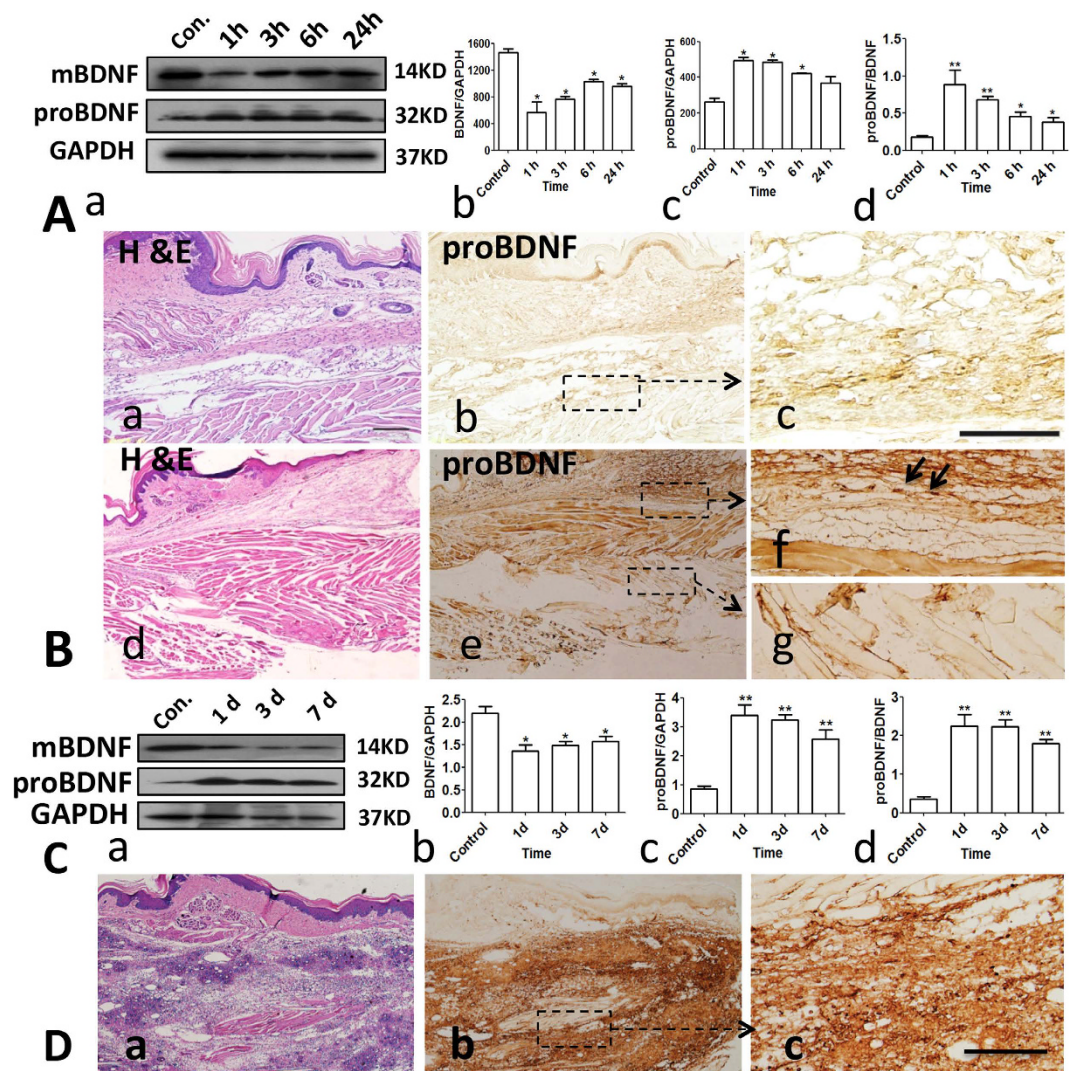 Con. 1h 3h 6h 24h
mBDNF 14KD
proBDNF 32KD
GAPDH 37KD
A a
BDNF/GAPDH
1600
1200
800
400
0
Control 1 h 3 h 6 h 24 h
Time
* * * *
b
proBDNF/GAPDH
600
400
200
0
Control 1 h 3 h 6 h 24 h
Time
* * *
c
proBDNF/BDNF
1.5
1.0
0.5
0.0
Control 1 h 3 h 6 h 24 h
Time
** ** * *
d
H &E
a
proBDNF
b
c
H &E
d
proBDNF
e
f
g
B
Con. 1 d 3 d 7 d
mBDNF 14KD
proBDNF 32KD
GAPDH 37KD
C a
BDNF/GAPDH
2.5
2.0
1.5
1.0
0.5
0.0
Control 1d 3d 7d
Time
* * *
b
proBDNF/GAPDH
4
3
2
1
0
Control 1d 3d 7d
Time
** ** **
c
proBDNF/BDNF
3
2
1
0
Control 1d 3d 7d
Time
** ** **
d
D
a
b
c